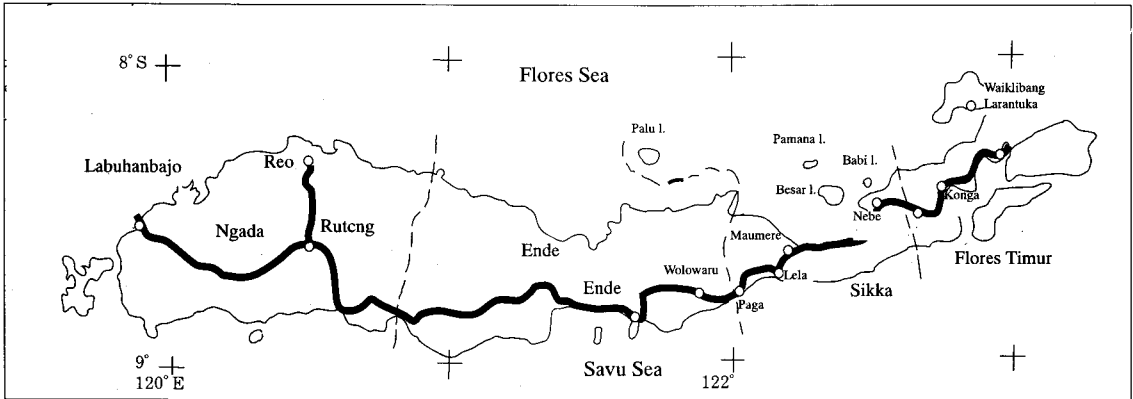 8° S
Flores Sea
Waiklibang
Larantuka
Palu l.
Pamana l.
Babi l.
Besar l.
Labuhanbajo
Reo
Konga
Nebe
Ngada
Rutcng
Ende
Maumere
Flores Timur
Wolowaru
Ende
Lela
Sikka
Paga
Savu Sea
9°
120° E
122°